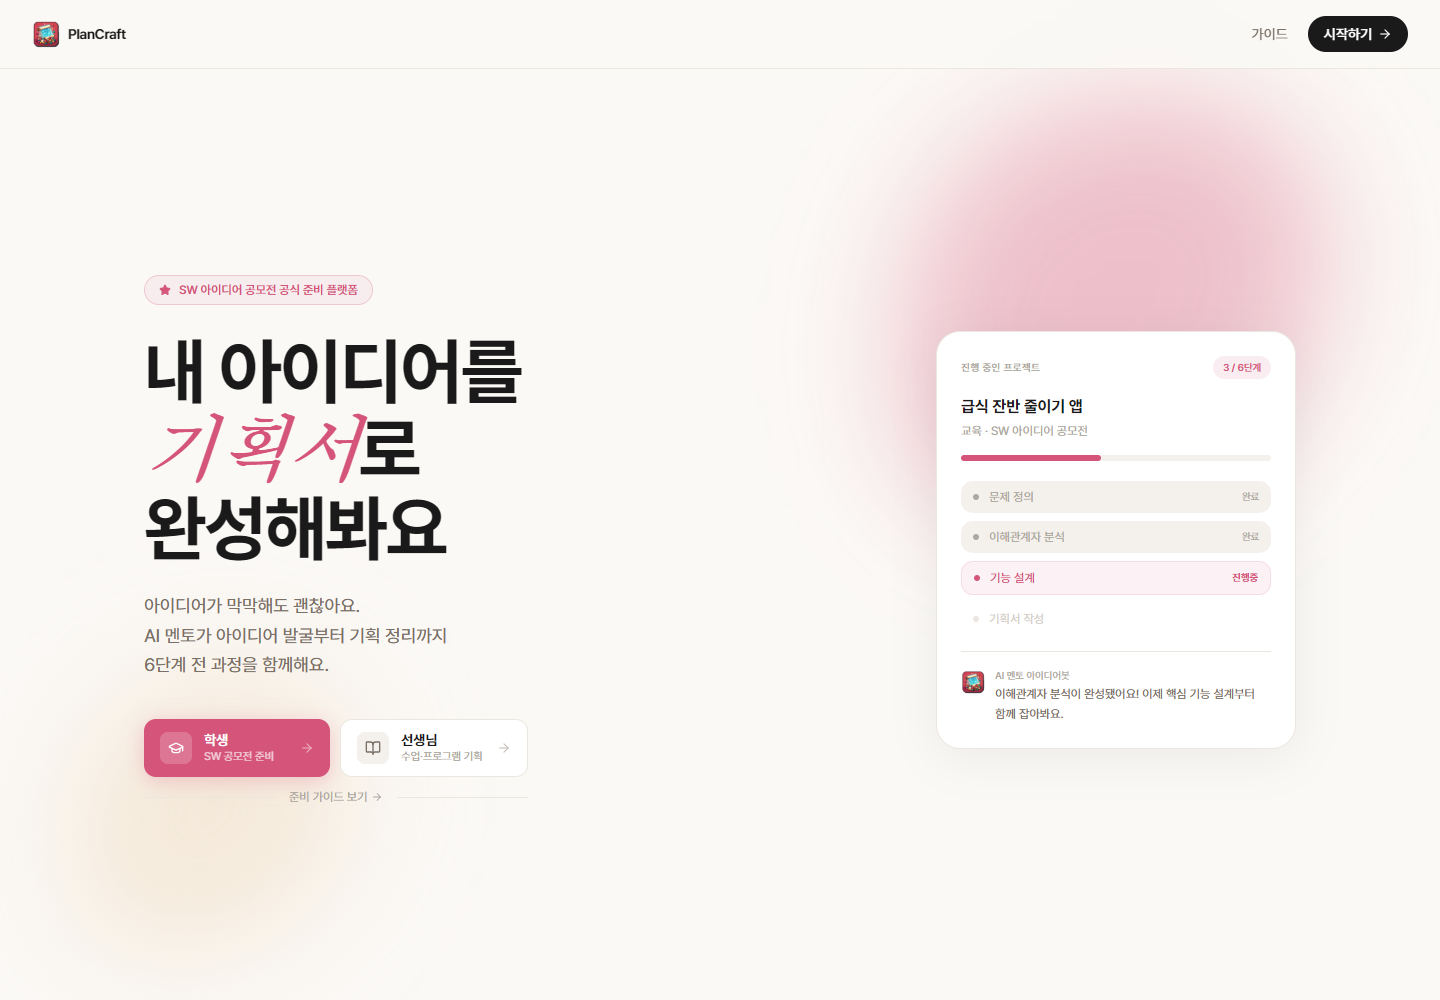 PlanCraft
가이드
시작하기 →
SW 아이디어 공모전 공식 준비 플랫폼
내 아이디어를
기획서로
완성해봐요
아이디어가 막막해도 괜찮아요.
AI 멘토가 아이디어 발굴부터 기획 정리까지
6단계 전 과정을 함께해요.
학생
SW 공모전 준비
→
선생님
수업·프로그램 기획
→
준비 가이드 보기 →
진행 중인 프로젝트
3 / 6단계
급식 잔반 줄이기 앱
교육 · SW 아이디어 공모전
문제 정의
완료
이해관계자 분석
완료
기능 설계
진행중
기획서 작성
AI 멘토 아이디어봇
이해관계자 분석이 완성됐어요! 이제 핵심 기능 설계부터
함께 잡아봐요.